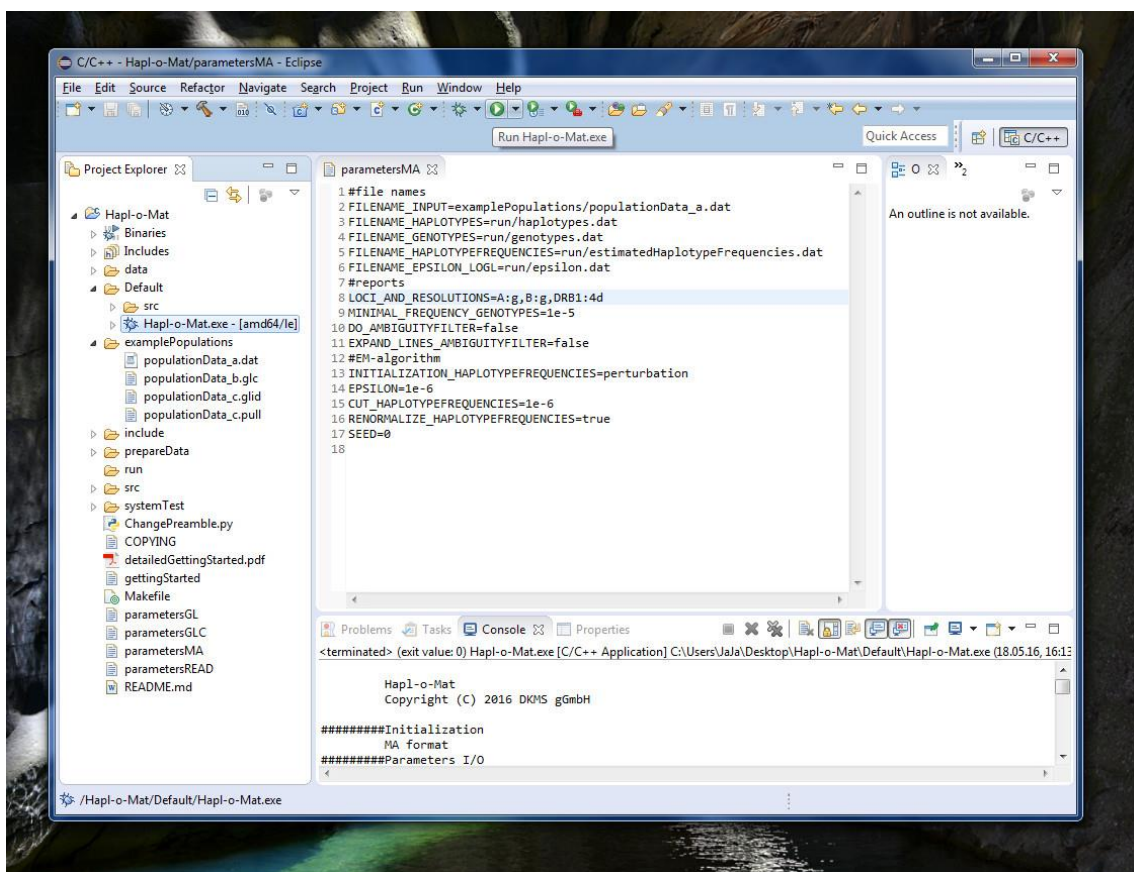 C/C++ - Hapl-o-Mat/parametersMA - Eclipse
File Edit Source Refactor Navigate Search Project Run Window Help
Run Hapl-o-Mat.exe
Quick Access
C/C++
Project Explorer
Hapl-o-Mat
Binaries
Includes
data
Default
src
Hapl-o-Mat.exe - [amd64/le]
examplePopulations
populationData_a.dat
populationData_b.glc
populationData_c.glid
populationData_c.pull
include
prepareData
run
src
systemTest
ChangePreamble.py
COPYING
detailedGettingStarted.pdf
gettingStarted
Makefile
parametersGL
parametersGLC
parametersMA
parametersREAD
README.md
parametersMA
1 #file names
2 FILENAME_INPUT=examplePopulations/populationData_a.dat
3 FILENAME_HAPLOTYPES=run/haplotypes.dat
4 FILENAME_GENOTYPES=run/genotypes.dat
5 FILENAME_HAPLOTYPEFREQUENCIES=run/estimatedHaplotypeFrequencies.dat
6 FILENAME_EPSILON_LOGL=run/epsilon.dat
7 #reports
8 LOCI_AND_RESOLUTIONS=A:g,B:g,DRB1:4d
9 MINIMAL_FREQUENCY_GENOTYPES=1e-5
10 DO_AMBIGUITYFILTER=false
11 EXPAND_LINES_AMBIGUITYFILTER=false
12 #EM-algorithm
13 INITIALIZATION_HAPLOTYPEFREQUENCIES=perturbation
14 EPSILON=1e-6
15 CUT_HAPLOTYPEFREQUENCIES=1e-6
16 RENORMALIZE_HAPLOTYPEFREQUENCIES=true
17 SEED=0
18
O »2
An outline is not available.
Problems Tasks Console Properties
<terminated> (exit value: 0) Hapl-o-Mat.exe [C/C++ Application] C:\Users\JaJa\Desktop\Hapl-o-Mat\Default\Hapl-o-Mat.exe (18.05.16, 16:13
Hapl-o-Mat
Copyright (C) 2016 DKMS gGmbH
#########Initialization
MA format
#########Parameters I/O
/Hapl-o-Mat/Default/Hapl-o-Mat.exe